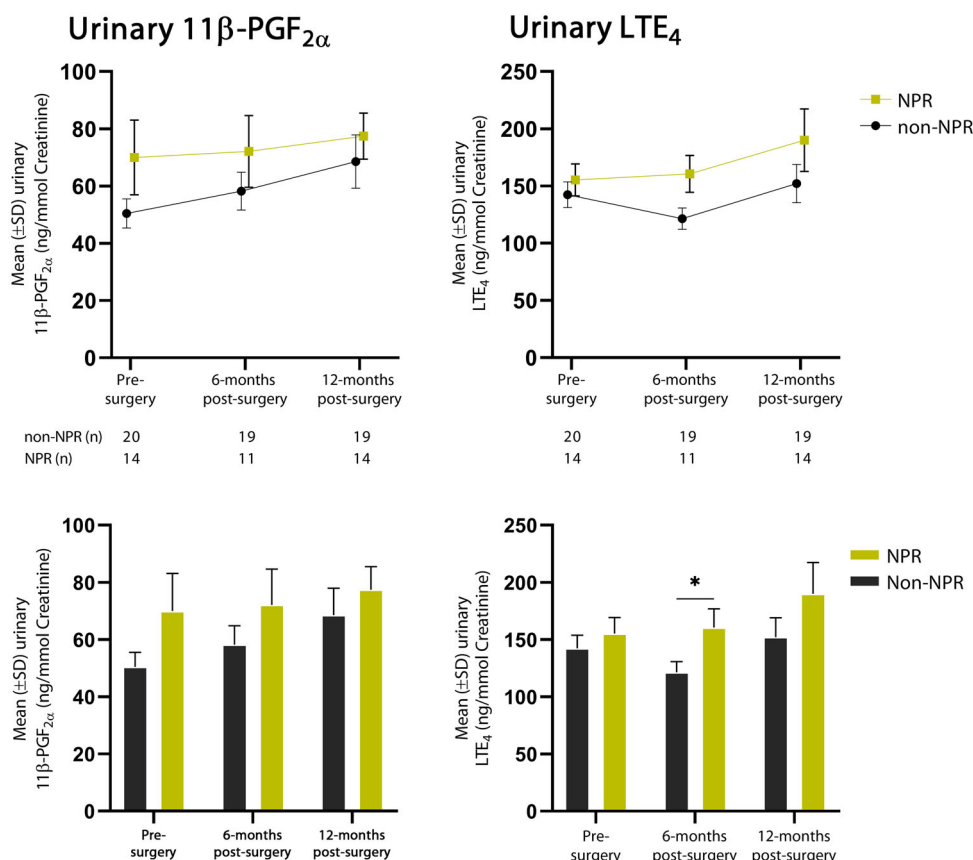 Urinary 11β-PGF2α
Mean (±SD) urinary
11β-PGF2α (ng/mmol Creatinine)
100
80
60
40
20
0
Pre-
surgery
6-months
post-surgery
12-months
post-surgery
non-NPR (n) 20 19 19
NPR (n) 14 11 14
Urinary LTE4
Mean (±SD) urinary
LTE4 (ng/mmol Creatinine)
250
200
150
100
50
0
Pre-
surgery
6-months
post-surgery
12-months
post-surgery
20 19 19
14 11 14
NPR
non-NPR
Mean (±SD) urinary
11β-PGF2α (ng/mmol Creatinine)
100
80
60
40
20
0
Pre-
surgery
6-months
post-surgery
12-months
post-surgery
Mean (±SD) urinary
LTE4 (ng/mmol Creatinine)
250
200
150
100
50
0
*
Pre-
surgery
6-months
post-surgery
12-months
post-surgery
NPR
Non-NPR